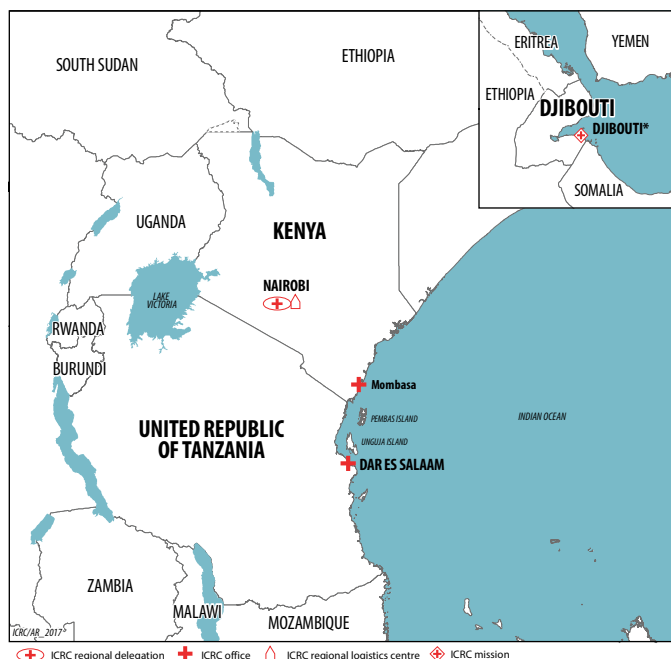 SOUTH SUDAN
ETHIOPIA
ERITREA
YEMEN
ETHIOPIA
DJIBOUTI
DJIBOUTI*
SOMALIA
UGANDA
KENYA
NAIROBI
LAKE
VICTORIA
RWANDA
BURUNDI
Mombasa
PEMBAS ISLAND
INDIAN OCEAN
UNITED REPUBLIC
OF TANZANIA
UNGUJA ISLAND
DAR ES SALAAM
ZAMBIA
MALAWI
MOZAMBIQUE
ICRC/AR_2017
ICRC regional delegation
ICRC office
ICRC regional logistics centre
ICRC mission